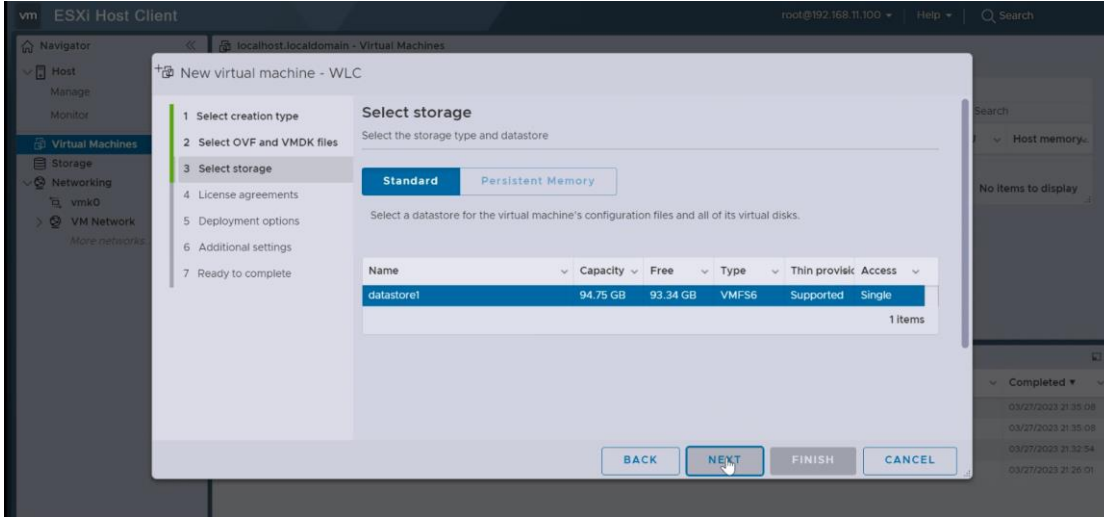 vm ESXi Host Client
root@192.168.11.100 Help Search
Navigator
localhost.localdomain - Virtual Machines
Host
Manage
Monitor
Virtual Machines
Storage
Networking
vmk0
VM Network
More networks...
New virtual machine - WLC
1 Select creation type
2 Select OVF and VMDK files
3 Select storage
4 License agreements
5 Deployment options
6 Additional settings
7 Ready to complete
Select storage
Select the storage type and datastore
Standard Persistent Memory
Select a datastore for the virtual machine's configuration files and all of its virtual disks.
Name Capacity Free Type Thin provisic Access
datastore1 94.75 GB 93.34 GB VMFS6 Supported Single
1 items
BACK NEXT FINISH CANCEL
Search
Host memory
No items to display
Completed
03/27/2023 21:35:08
03/27/2023 21:35:08
03/27/2023 21:32:54
03/27/2023 21:26:01